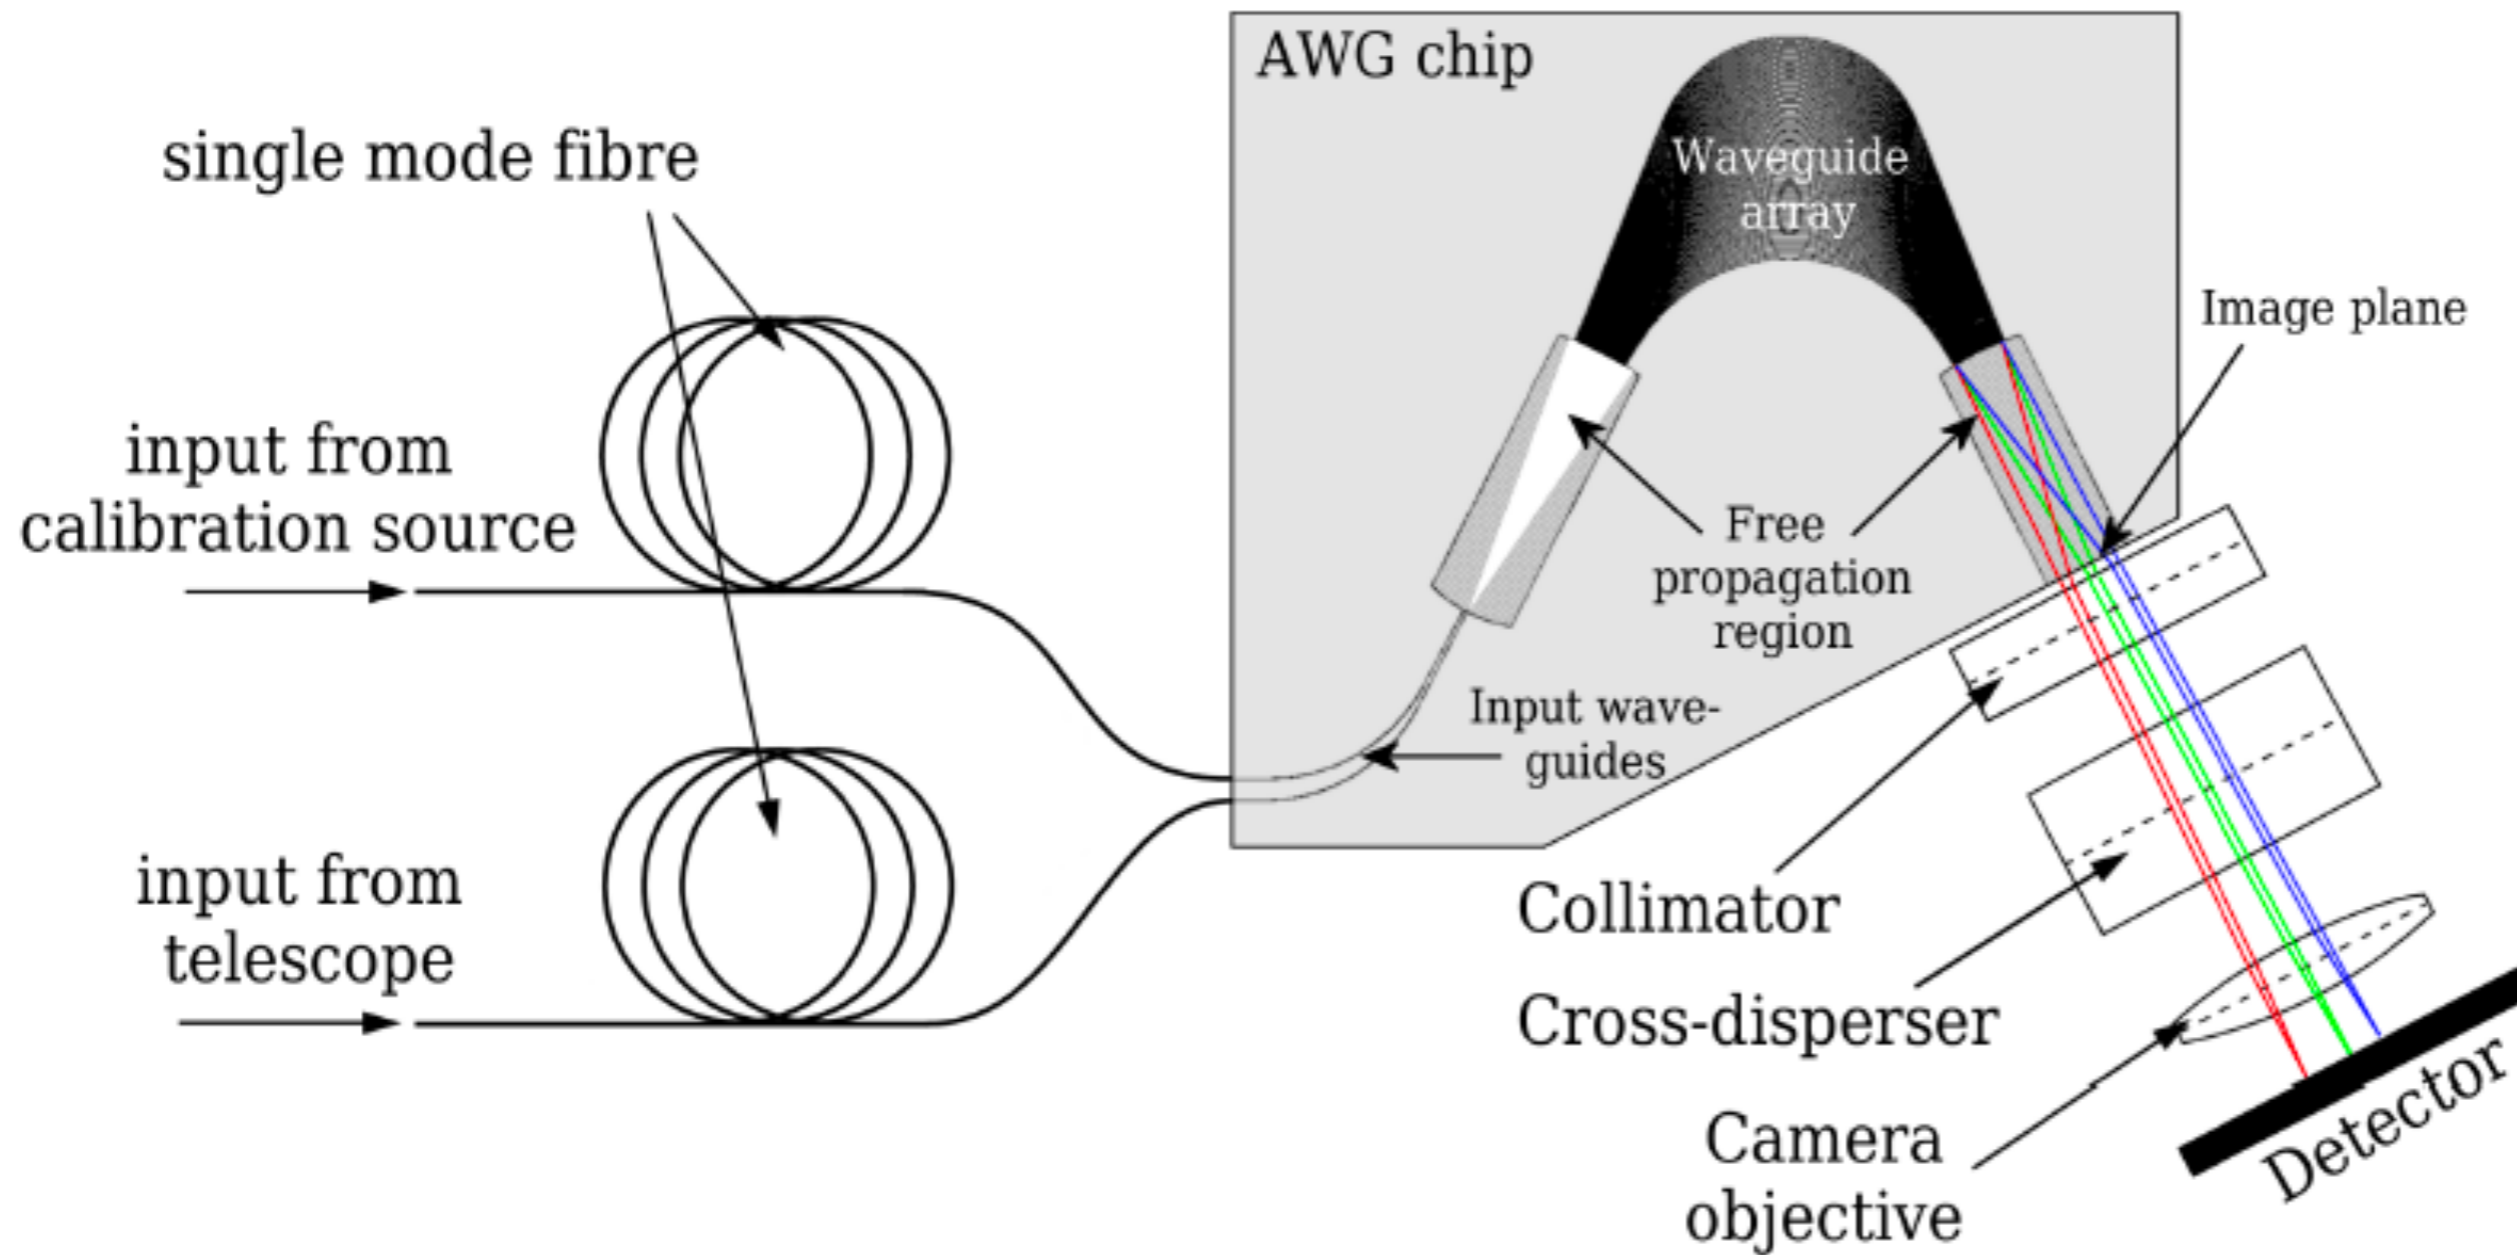 AWG chip
single mode fibre
Waveguide
array
Image plane
input from
calibration source
Free
propagation
region
Input wave-
guides
input from
telescope
Collimator
Cross-disperser
Camera
objective
Detector